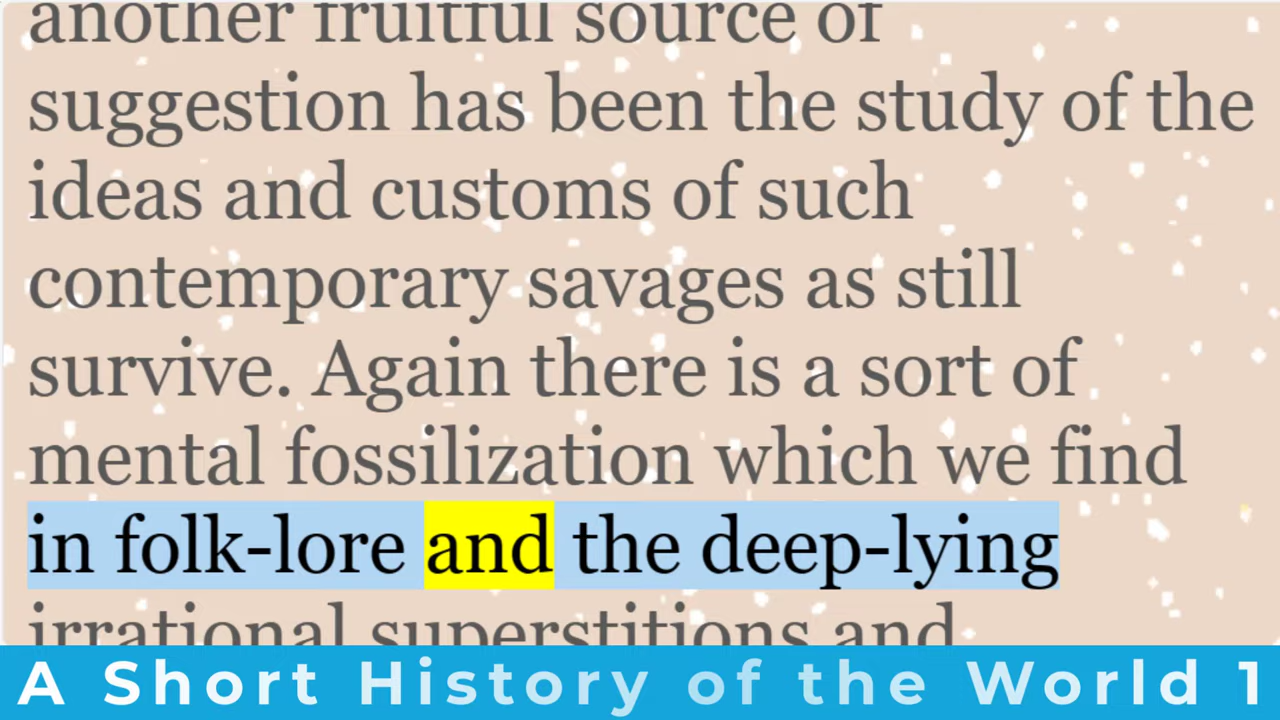 another fruitful source of
suggestion has been the study of the
ideas and customs of such
contemporary savages as still
survive. Again there is a sort of
mental fossilization which we find
in folk-lore and the deep-lying
irrational superstitions and
A Short History of the World 1